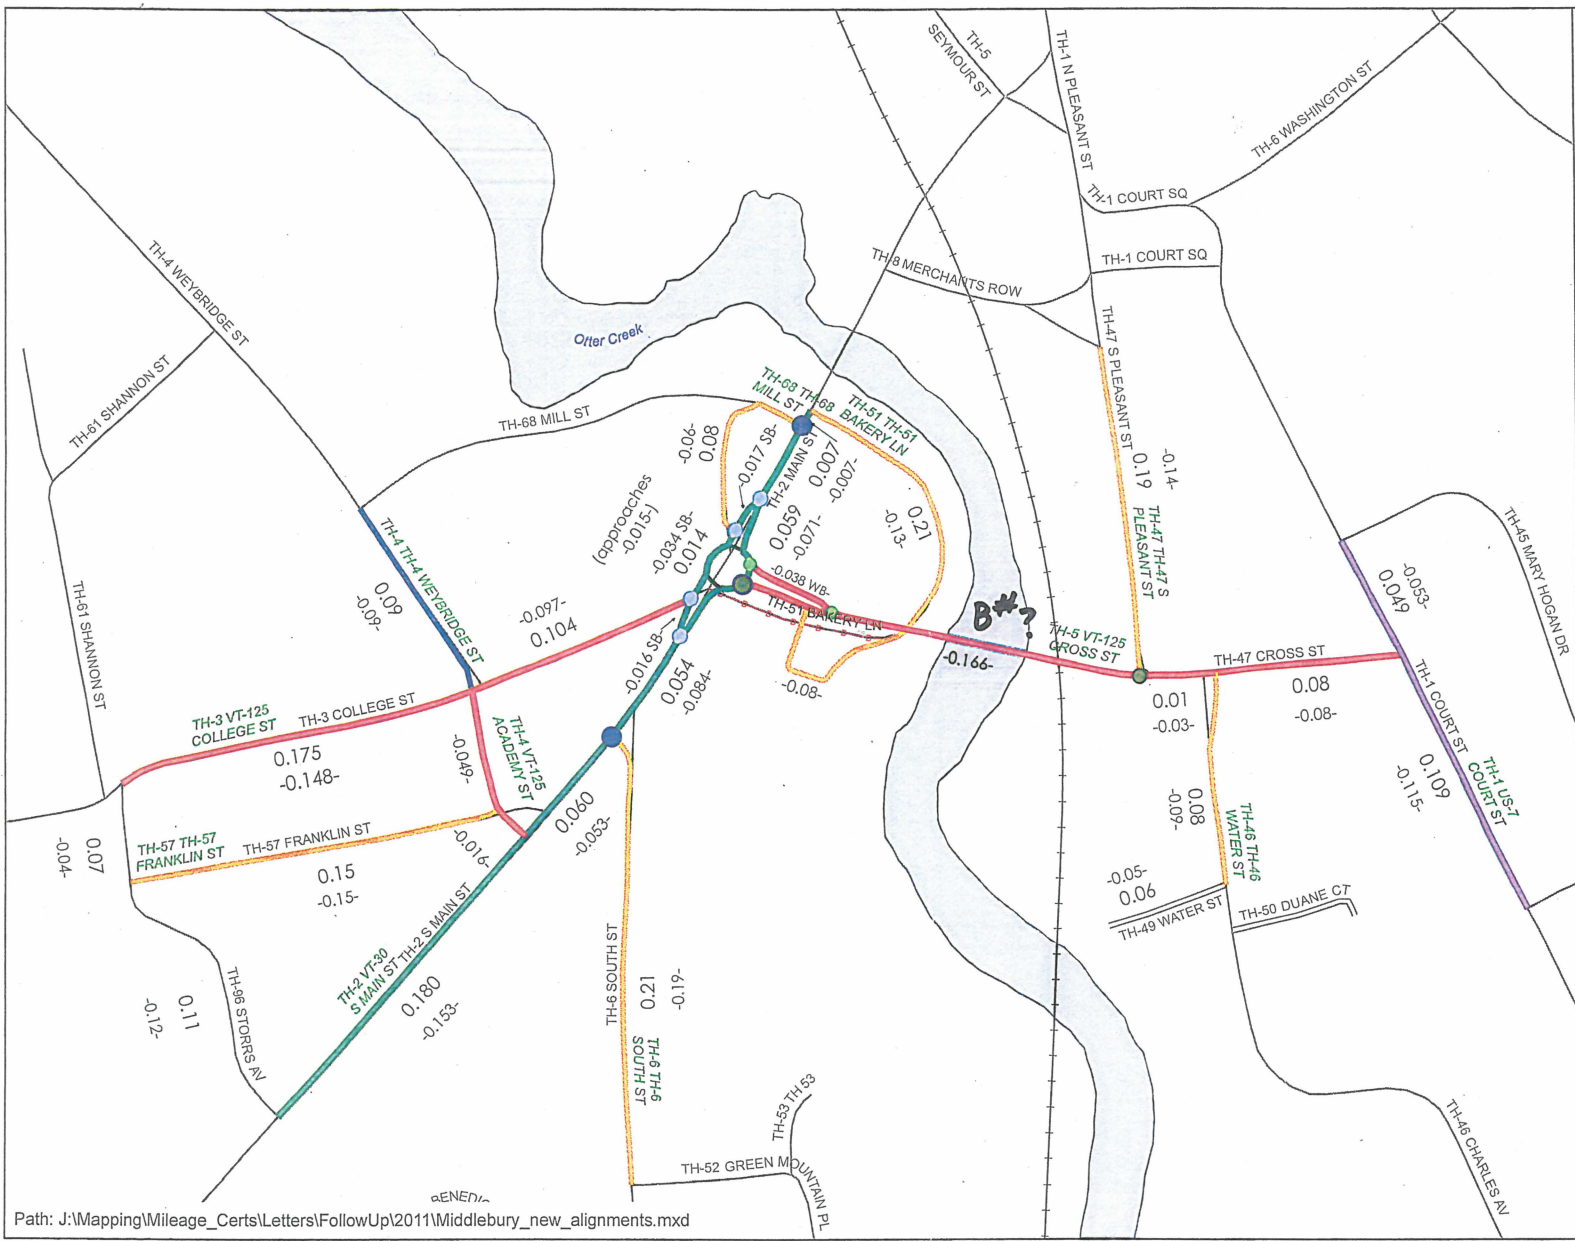 TH-5
SEYMOUR ST
TH-1 N PLEASANT ST
TH-6 WASHINGTON ST
TH-1 COURT SQ
TH-1 COURT SQ
TH-8 MERCHANTS ROW
TH-4 WEYBRIDGE ST
Otter Creek
TH-61 SHANNON ST
TH-68 MILL ST
TH-68 TH-68
MILL ST
TH-51 TH-51
BAKERY LN
TH-47 S PLEASANT ST
-0.06-
0.08
-0.017 SB-
TH-2 MAIN ST
0.007
-0.007-
-0.14-
0.19
TH-47 TH-47 S
PLEASANT ST
(approaches
-0.015-)
-0.034 SB-
0.014
0.059
-0.071-
0.21
-0.13-
TH-45 MARY HOGAN DR
TH-4 TH-4 WEYBRIDGE ST
0.09
-0.09-
TH-61 SHANNON ST
-0.097-
0.104
-0.038 WB-
TH-51 BAKERY LN
B#?
TH-5 VT-125
CROSS ST
-0.166-
-0.053-
0.049
TH-47 CROSS ST
-0.016 SB-
0.054
-0.084-
-0.08-
0.01
-0.03-
0.08
-0.08-
TH-1 COURT ST
TH-3 VT-125
COLLEGE ST
TH-3 COLLEGE ST
0.175
-0.148-
TH-4 VT-125
ACADEMY ST
-0.049-
0.109
-0.115-
TH-1 US-7
COURT ST
0.060
-0.053-
0.08
-0.09-
TH-46 TH-46
WATER ST
0.07
-0.04-
TH-57 TH-57
FRANKLIN ST
TH-57 FRANKLIN ST
0.15
-0.15-
-0.016-
-0.05-
0.06
TH-49 WATER ST
TH-50 DUANE CT
TH-2 S MAIN ST
TH-2 VT-30
S MAIN ST
0.180
-0.153-
TH-6 SOUTH ST
0.21
-0.19-
TH-6 TH-6
SOUTH ST
TH-96 STORRS AV
0.11
-0.12-
TH-53 TH 53
TH-52 GREEN MOUNTAIN PL
TH-46 CHARLES AV
BENEDIC
Path: J:\Mapping\Mileage_Certs\Letters\FollowUp\2011\Middlebury_new_alignments.mxd